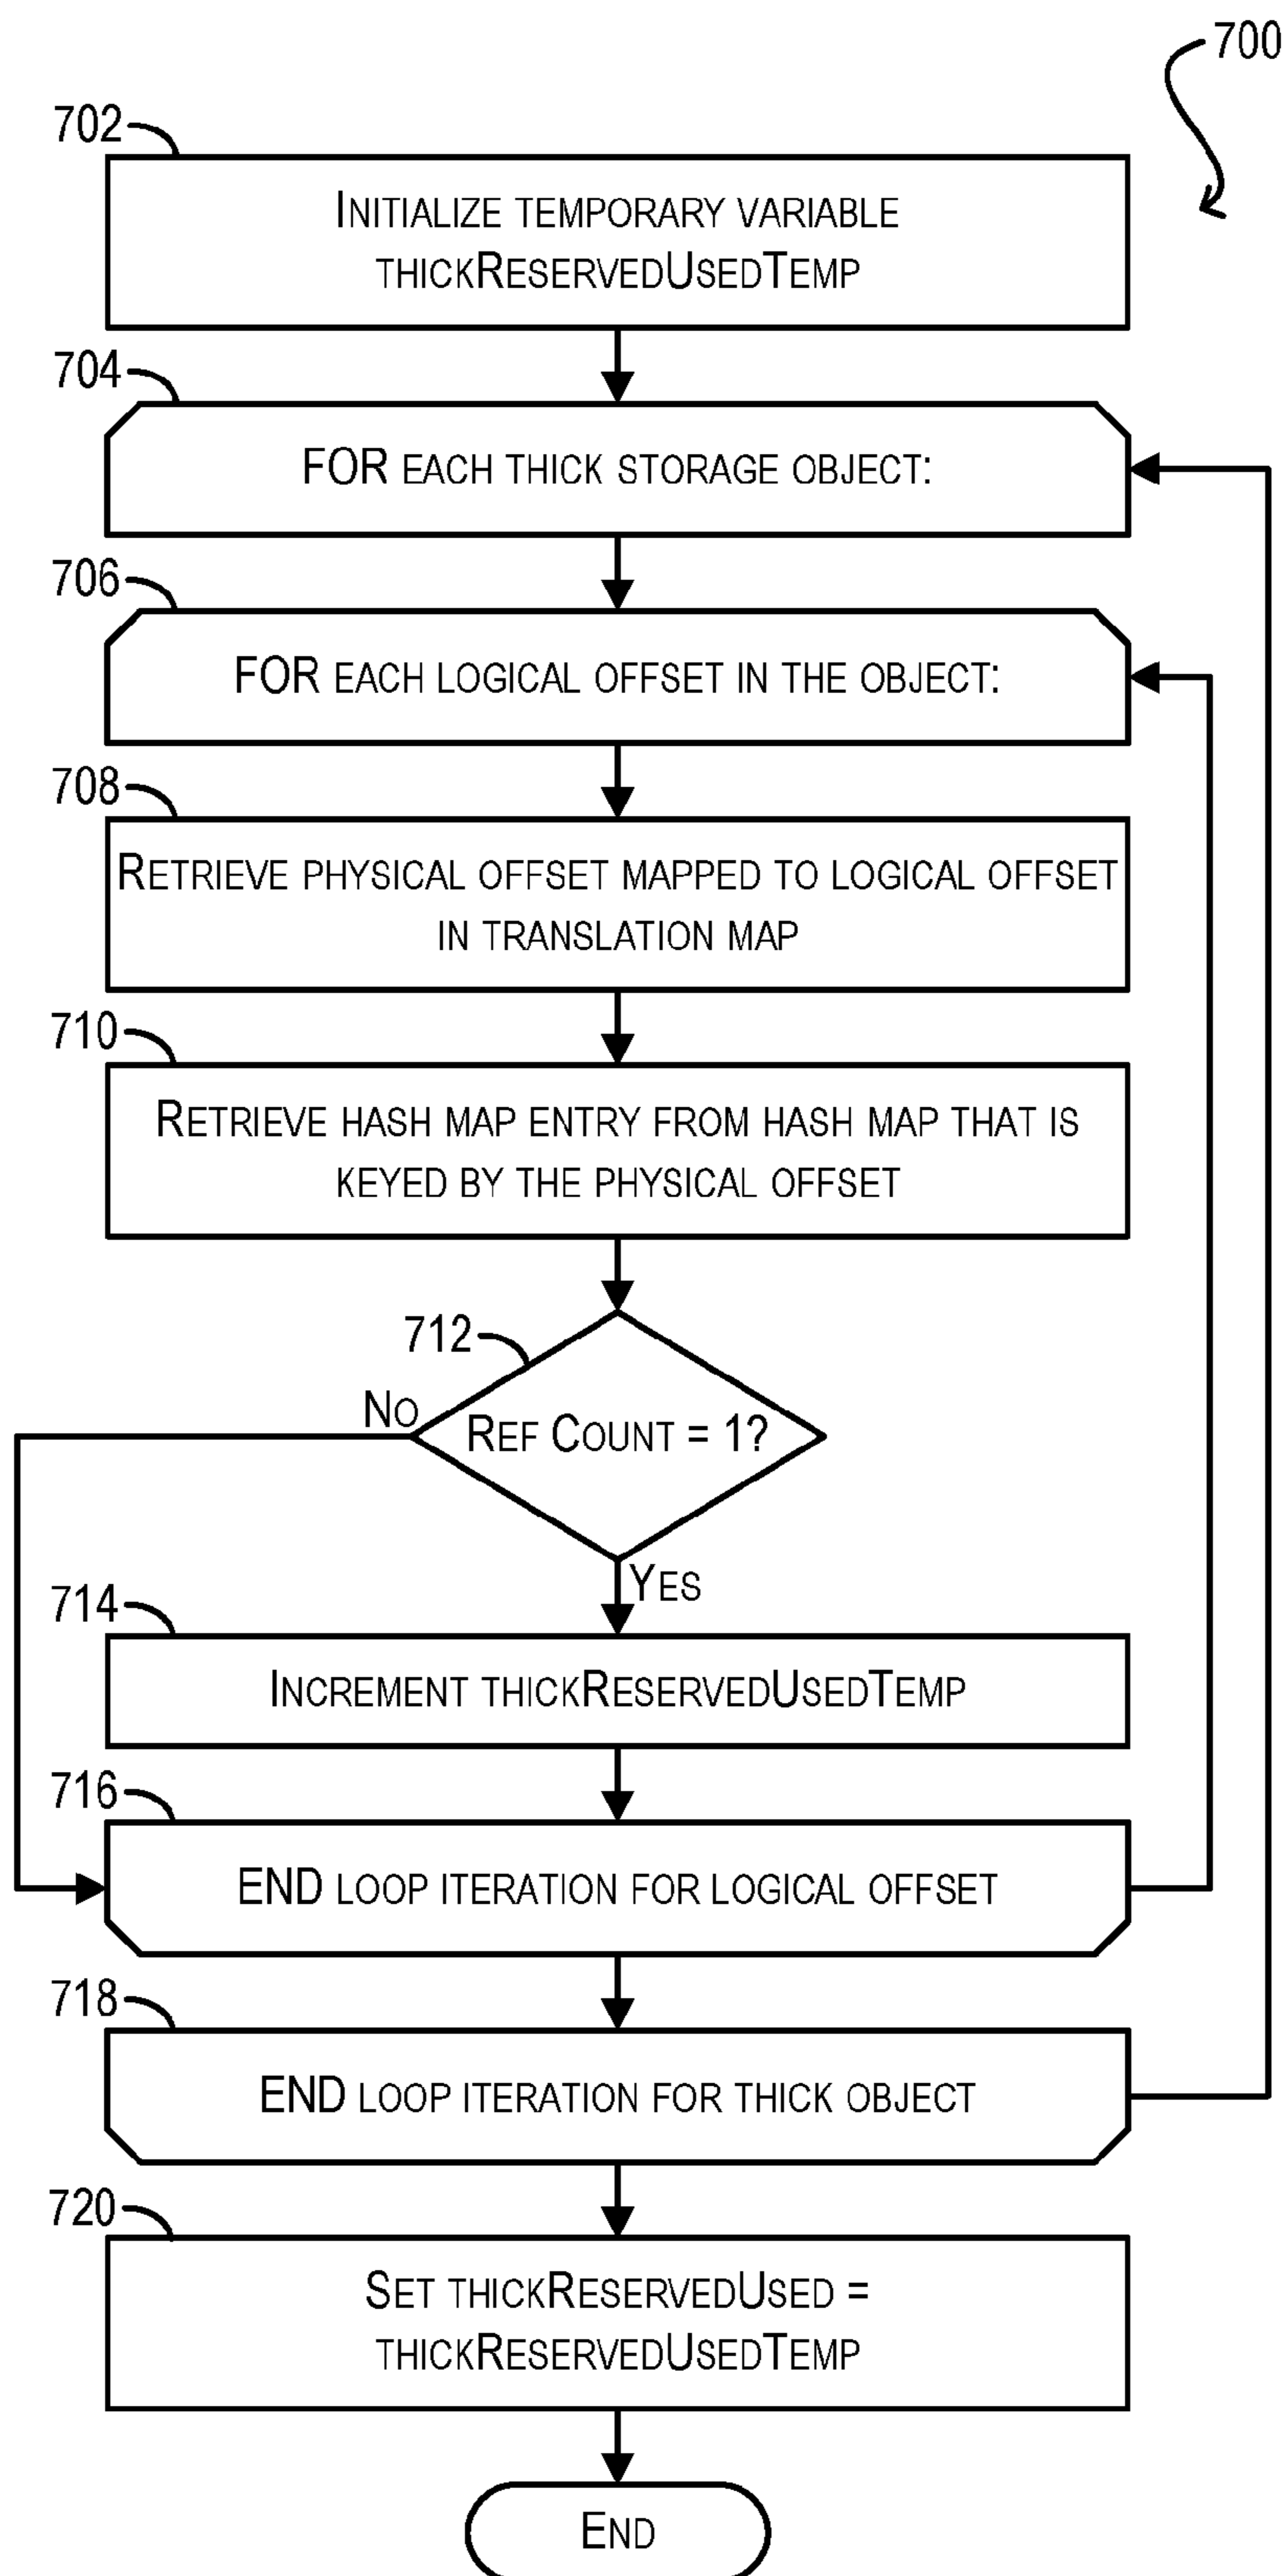 700
702
Initialize temporary variable
thickReservedUsedTemp
704
FOR each thick storage object:
706
FOR each logical offset in the object:
708
Retrieve physical offset mapped to logical offset
in translation map
710
Retrieve hash map entry from hash map that is
keyed by the physical offset
712
No
Ref Count = 1?
Yes
714
Increment thickReservedUsedTemp
716
END loop iteration for logical offset
718
END loop iteration for thick object
720
Set thickReservedUsed =
thickReservedUsedTemp
End